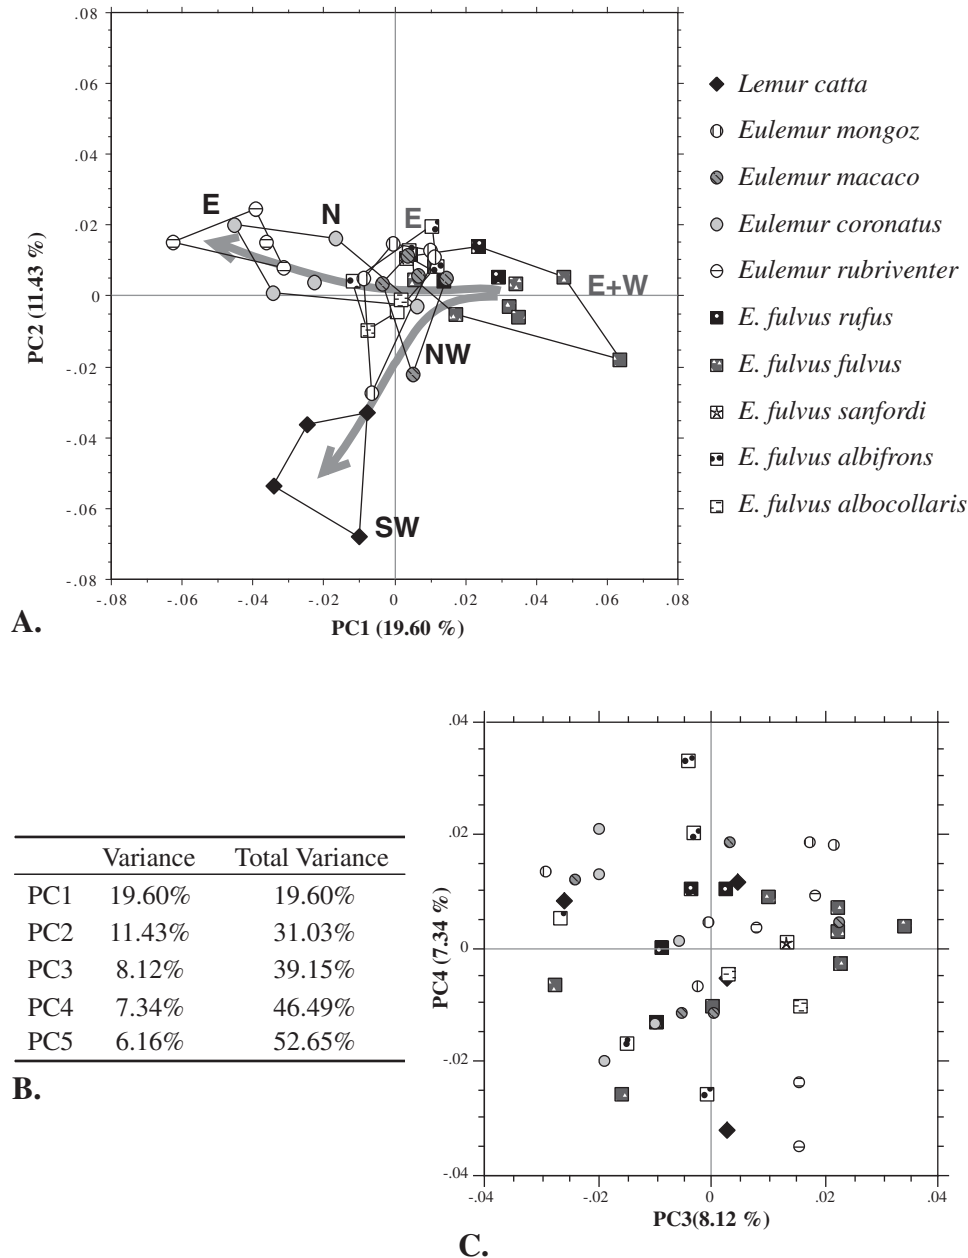 .08
.06
.04
.02
0
-.02
-.04
-.06
-.08
PC2 (11.43 %)
E
N
E
E+W
NW
SW
-.08 -.06 -.04 -.02 0 .02 .04 .06 .08
PC1 (19.60 %)
A.
Lemur catta
Eulemur mongoz
Eulemur macaco
Eulemur coronatus
Eulemur rubriventer
E. fulvus rufus
E. fulvus fulvus
E. fulvus sanfordi
E. fulvus albifrons
E. fulvus albocollaris
Variance Total Variance
PC1 19.60% 19.60%
PC2 11.43% 31.03%
PC3 8.12% 39.15%
PC4 7.34% 46.49%
PC5 6.16% 52.65%
B.
.04
.02
0
-.02
-.04
PC4 (7.34 %)
-.04 -.02 0 .02 .04
PC3(8.12 %)
C.